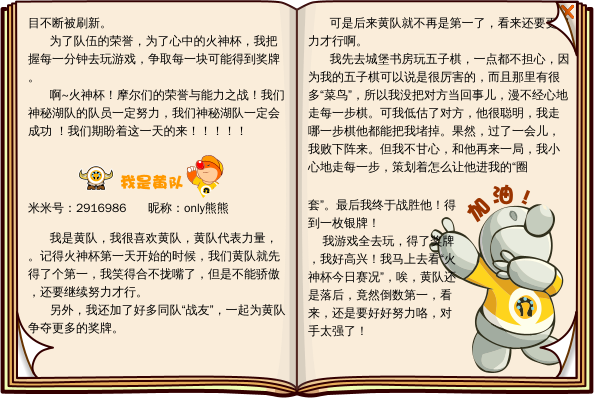 目不断被刷新。
为了队伍的荣誉，为了心中的火神杯，我把
握每一分钟去玩游戏，争取每一块可能得到奖牌
。
啊~火神杯！摩尔们的荣誉与能力之战！我们
神秘湖队的队员一定努力，我们神秘湖队一定会
成功 ！我们期盼着这一天的来！！！！！
我是黄队
米米号：2916986 昵称：only熊熊
我是黄队，我很喜欢黄队，黄队代表力量，
。记得火神杯第一天开始的时候，我们黄队就先
得了个第一，我笑得合不拢嘴了，但是不能骄傲
，还要继续努力才行。
另外，我还加了好多同队“战友”，一起为黄队
争夺更多的奖牌。
可是后来黄队就不再是第一了，看来还要
力才行啊。
我先去城堡书房玩五子棋，一点都不担心，因
为我的五子棋可以说是很厉害的，而且那里有很
多“菜鸟”，所以我没把对方当回事儿，漫不经心地
走每一步棋。可我低估了对方，他很聪明，我走
哪一步棋他都能把我堵掉。果然，过了一会儿，
我败下阵来。但我不甘心，和他再来一局，我小
心地走每一步，策划着怎么让他进我的“圈
套”。最后我终于战胜他！得
到一枚银牌！
我游戏全去玩，得了奖牌
，我好高兴！我马上去看“火
神杯今日赛况”，唉，黄队还
是落后，竟然倒数第一，看
来，还是要好好努力咯，对
手太强了！
加油！